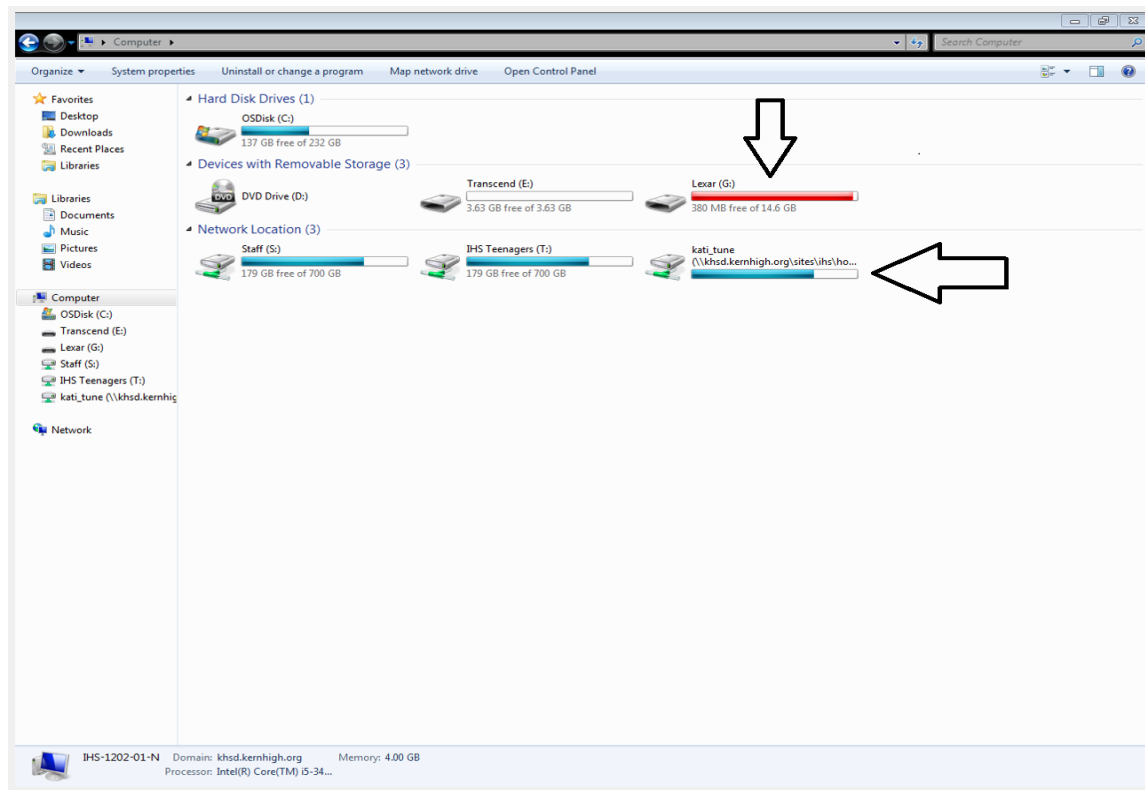 Computer
Search Computer
Organize System properties Uninstall or change a program Map network drive Open Control Panel
Favorites
Desktop
Downloads
Recent Places
Libraries
Libraries
Documents
Music
Pictures
Videos
Computer
OSDisk (C:)
Transcend (E:)
Lexar (G:)
Staff (S:)
IHS Teenagers (T:)
kati_tune (\\khsd.kernhig
Network
Hard Disk Drives (1)
OSDisk (C:)
137 GB free of 232 GB
Devices with Removable Storage (3)
DVD Drive (D:)
Transcend (E:)
3.63 GB free of 3.63 GB
Lexar (G:)
380 MB free of 14.6 GB
Network Location (3)
Staff (S:)
179 GB free of 700 GB
IHS Teenagers (T:)
179 GB free of 700 GB
kati_tune
(\\khsd.kernhigh.org\sites\ihs\ho...
IHS-1202-01-N Domain: khsd.kernhigh.org Memory: 4.00 GB
Processor: Intel(R) Core(TM) i5-34...
DVD